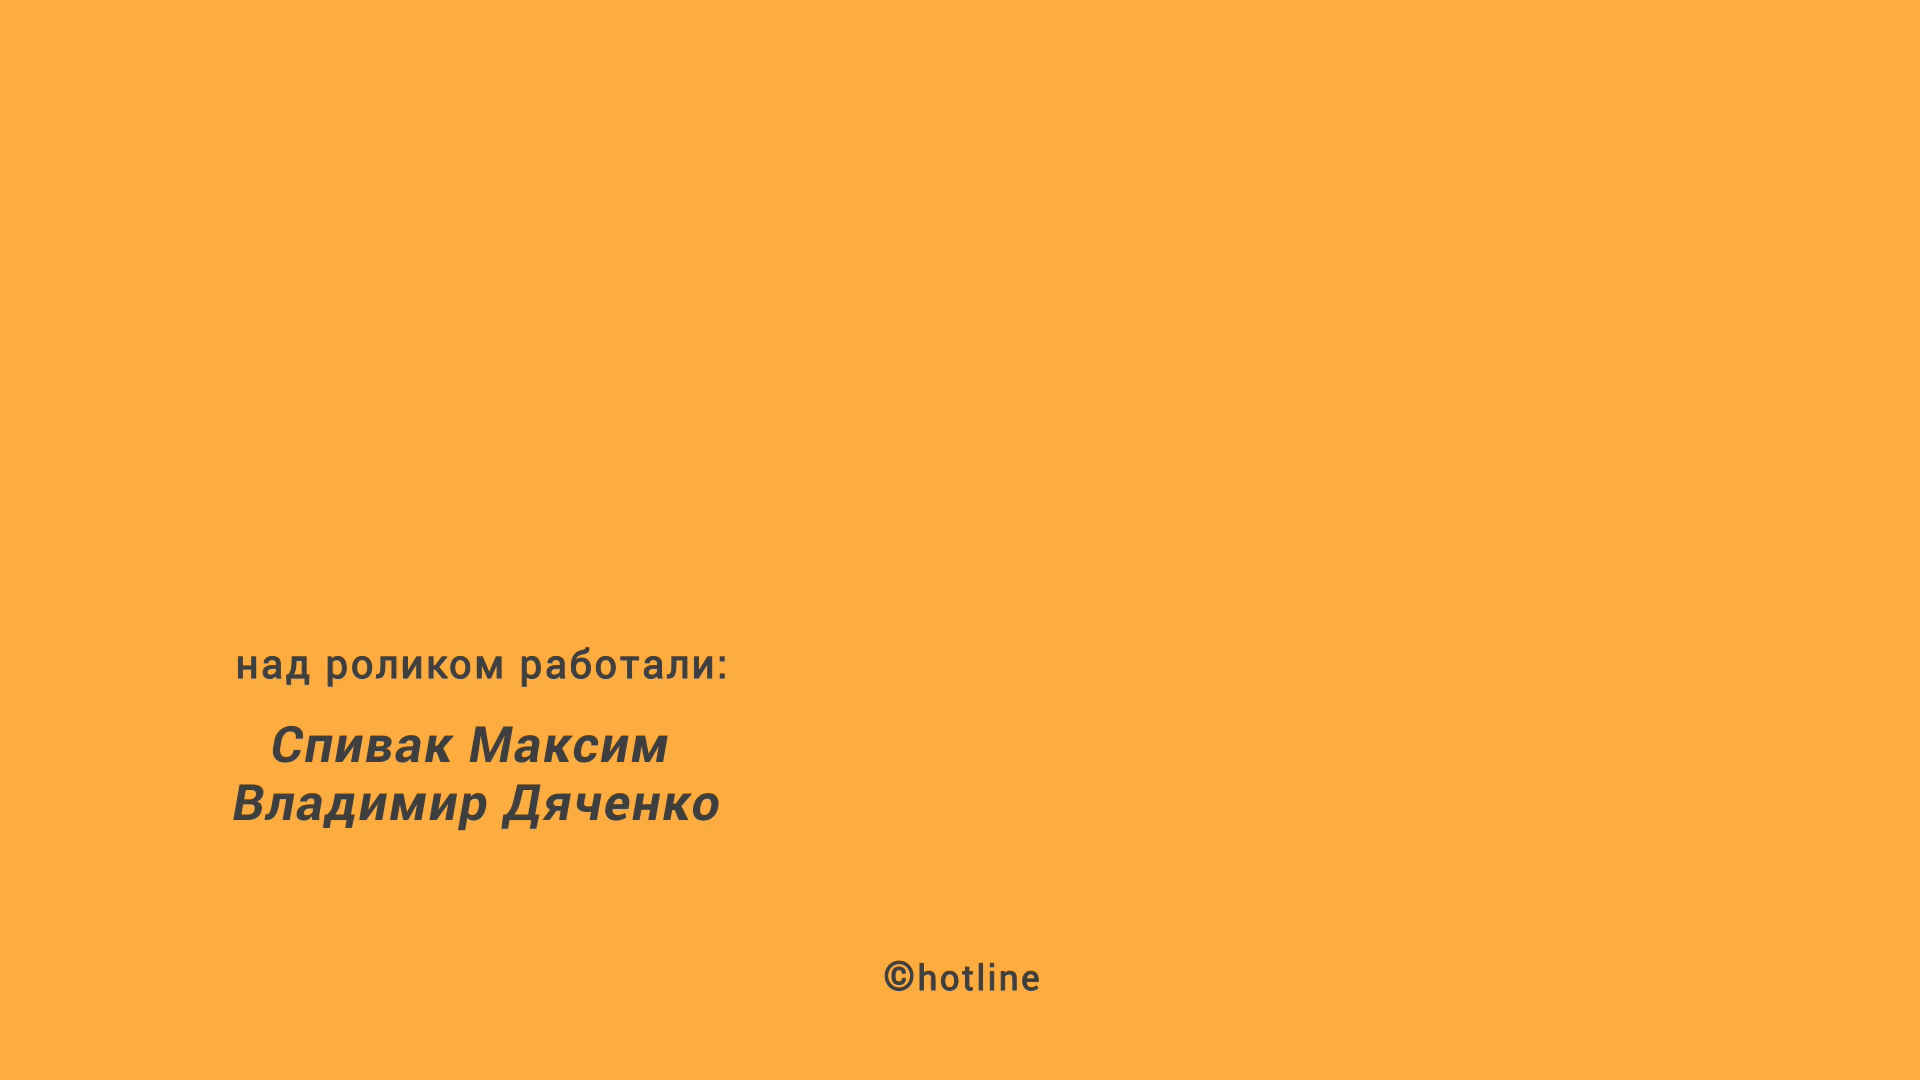 над роликом работали:
Спивак Максим
Владимир Дяченко
©hotline